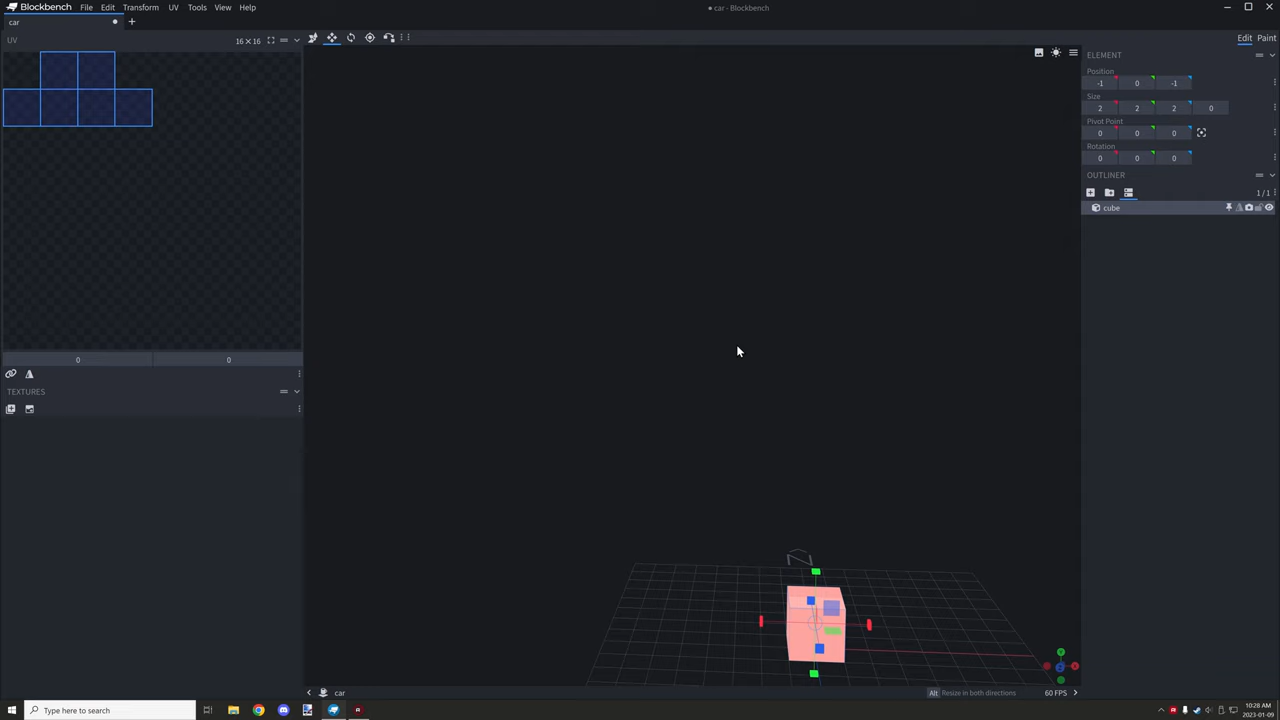 Blockbench File Edit Transform UV Tools View Help
car - Blockbench
car
UV
16×16
Edit Paint
ELEMENT
Position
-1 0 -1
Size
2 2 2 0
Pivot Point
0 0 0
Rotation
0 0 0
OUTLINER
1/1
cube
0 0
TEXTURES
car
Alt Resize in both directions 60 FPS
Type here to search
10:28 AM
2023-01-09